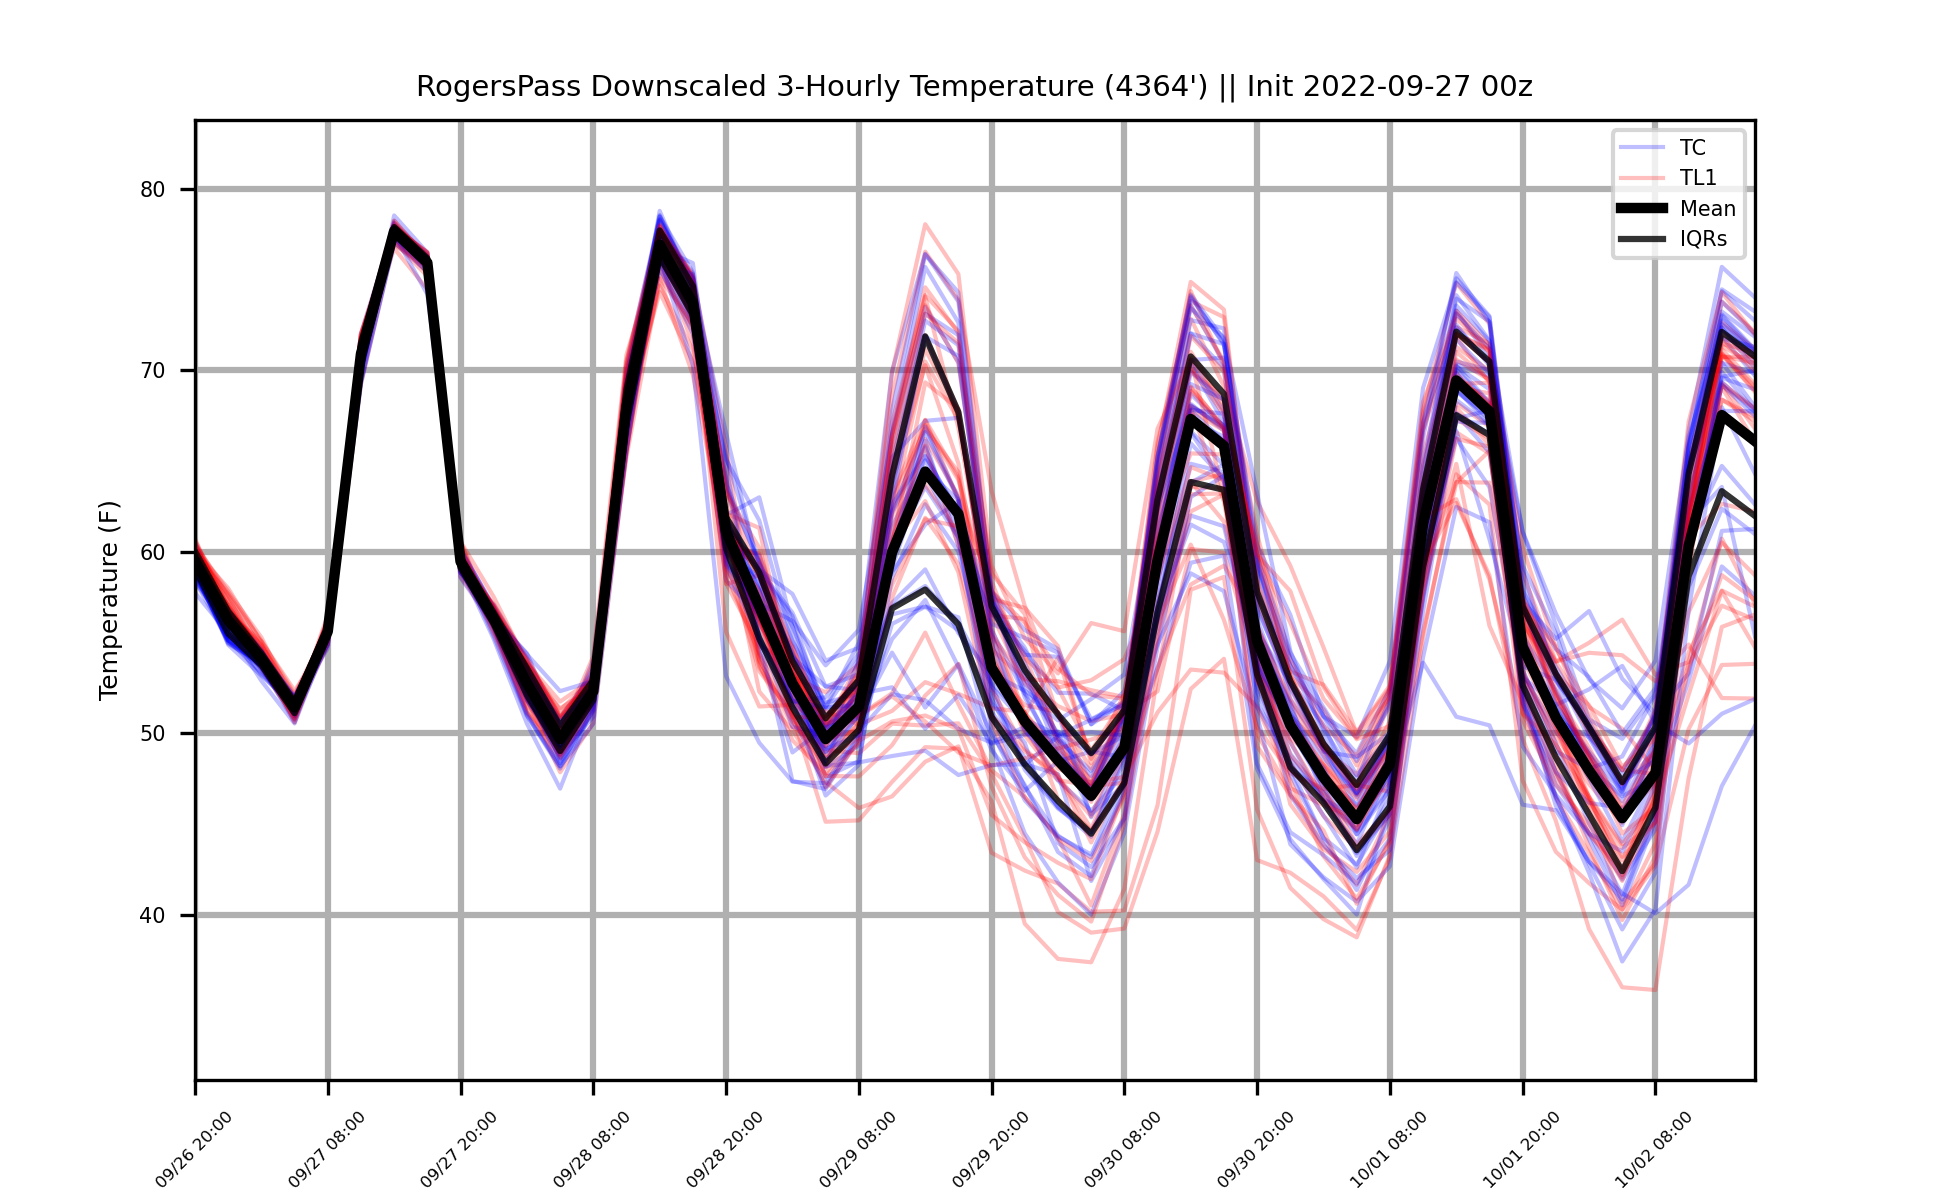 RogersPass Downscaled 3-Hourly Temperature (4364') || Init 2022-09-27 00z
TC
TL1
Mean
IQRs
Temperature (F)
80
70
60
50
40
09/26 20:00
09/27 08:00
09/27 20:00
09/28 08:00
09/28 20:00
09/29 08:00
09/29 20:00
09/30 08:00
09/30 20:00
10/01 08:00
10/01 20:00
10/02 08:00